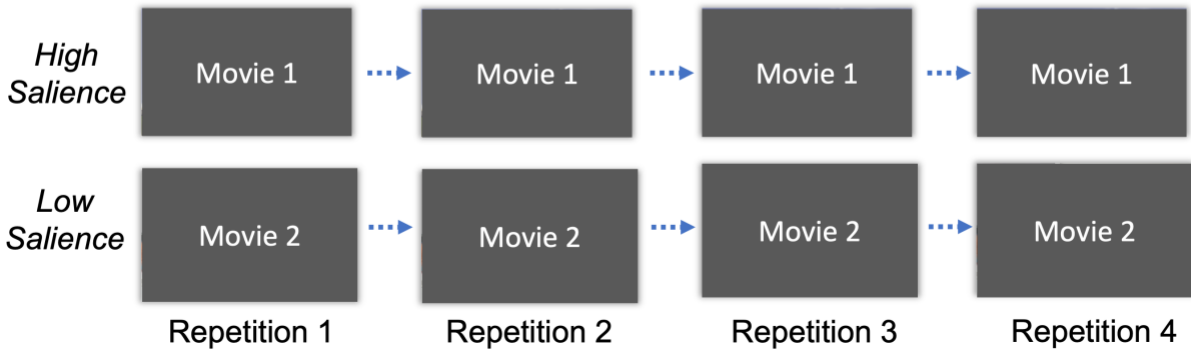 High
Salience
Movie 1
Movie 1
Movie 1
Movie 1
Low
Salience
Movie 2
Movie 2
Movie 2
Movie 2
Repetition 1
Repetition 2
Repetition 3
Repetition 4